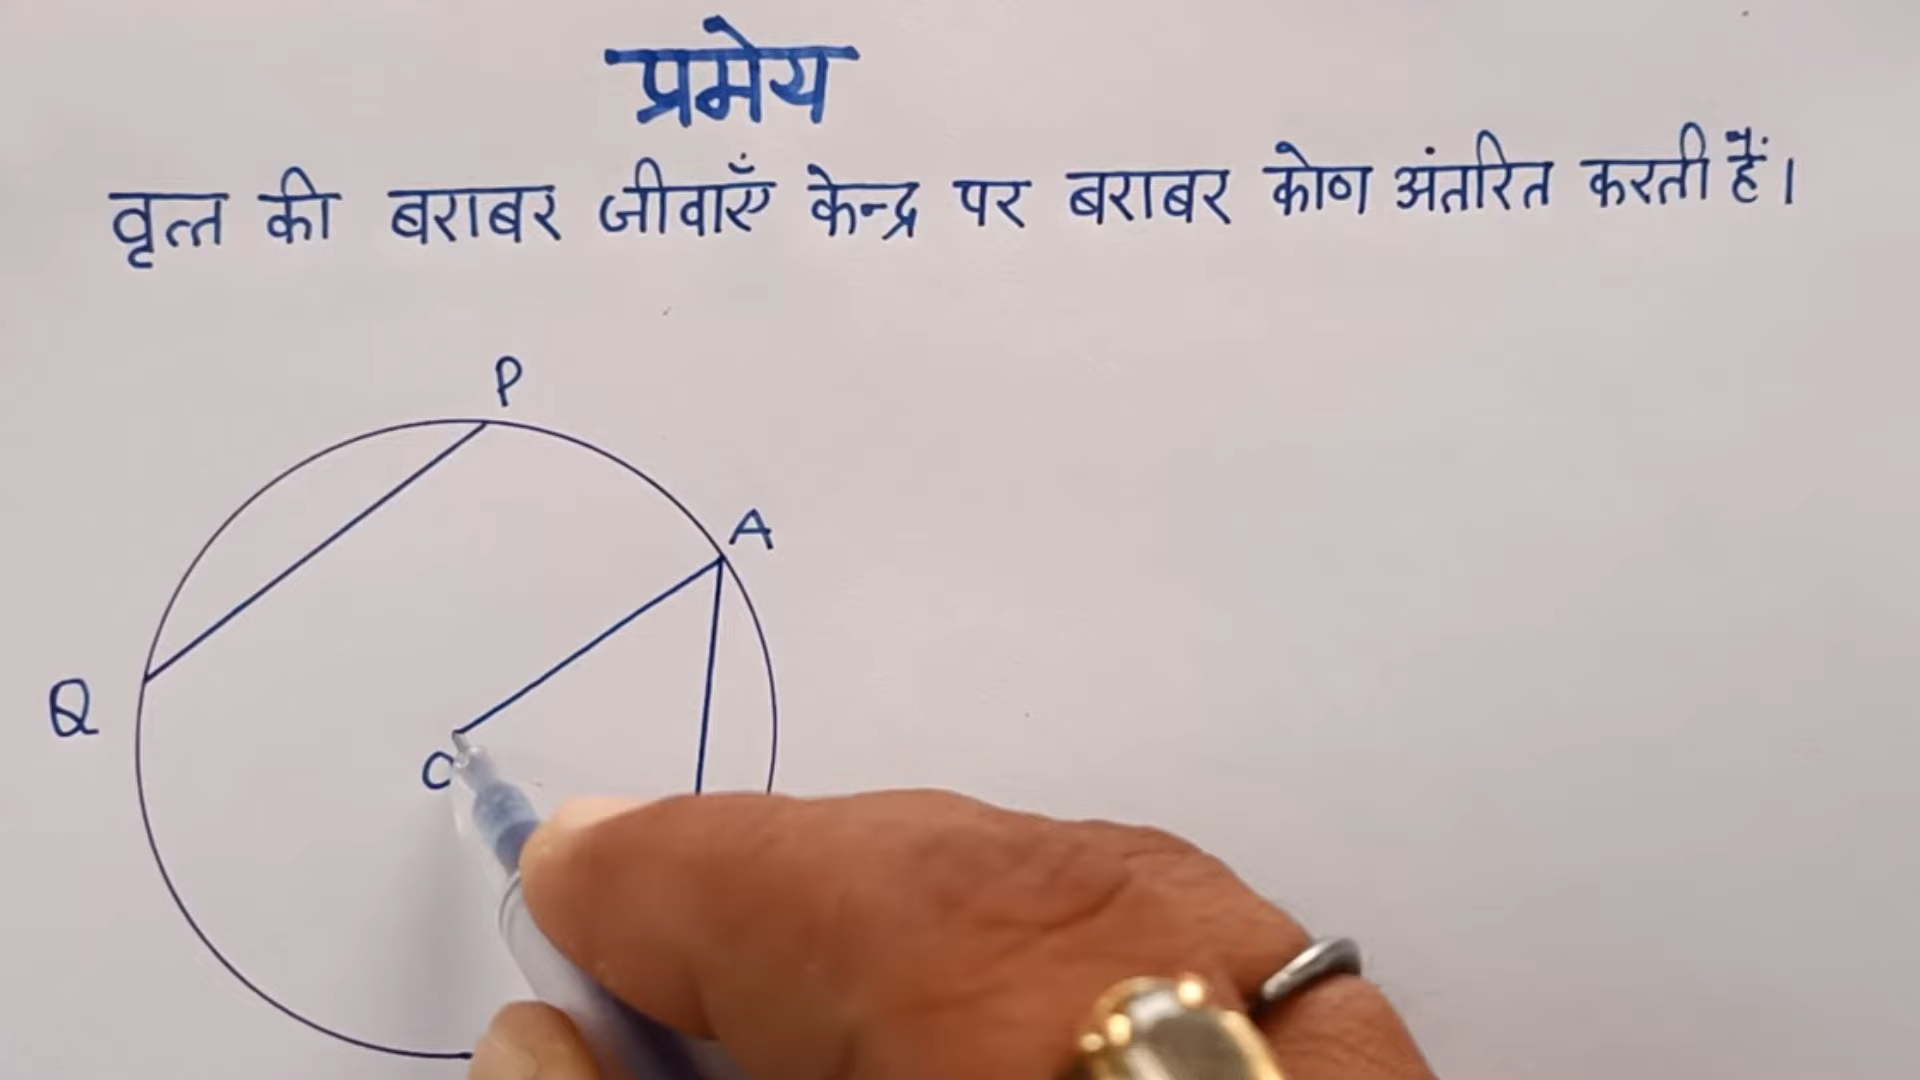 प्रमेय
वृत्त की बराबर जीवाएँ केन्द्र पर बराबर कोण अंतरित करती हैं।
P
A
Q
O